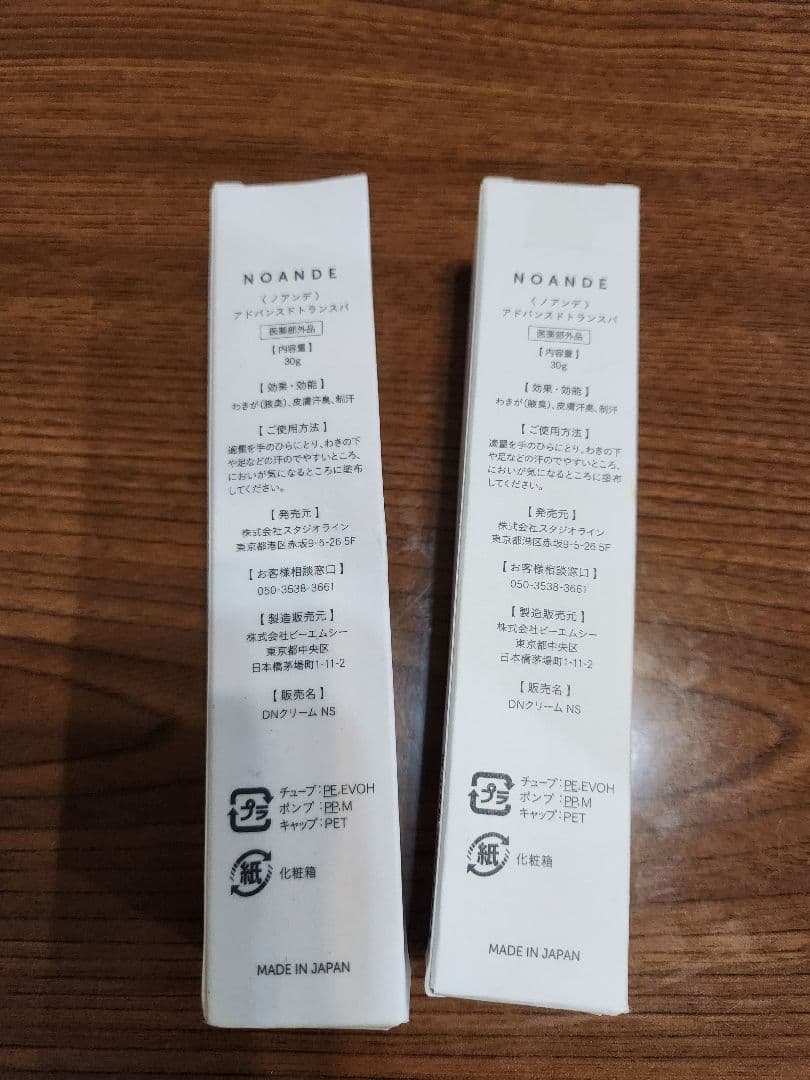 NOANDE
〈ノアンデ〉
アドバンスドトランスパ
医薬部外品
【内容量】
30g
【効果・効能】
わきが(腋臭)、皮膚汗臭、制汗
【ご使用方法】
適量を手のひらにとり、わきの下
や足などの汗のでやすいところ、
においが気になるところに塗布
してください。
【発売元】
株式会社スタジオライン
東京都港区赤坂9-5-26 5F
【お客様相談窓口】
050-3538-3661
【製造販売元】
株式会社ビーエムシー
東京都中央区
日本橋茅場町1-11-2
【販売名】
DNクリーム NS
プラ
チューブ:PE,EVOH
ポンプ:PP,M
キャップ:PET
紙
化粧箱
MADE IN JAPAN
NOANDE
〈ノアンデ〉
アドバンスドトランスパ
医薬部外品
【内容量】
30g
【効果・効能】
わきが(腋臭)、皮膚汗臭、制汗
【ご使用方法】
適量を手のひらにとり、わきの下
や足などの汗のでやすいところ、
においが気になるところに塗布
してください。
【発売元】
株式会社スタジオライン
東京都港区赤坂9-5-26 5F
【お客様相談窓口】
050-3538-3661
【製造販売元】
株式会社ビーエムシー
東京都中央区
日本橋茅場町1-11-2
【販売名】
DNクリーム NS
プラ
チューブ:PE,EVOH
ポンプ:PP,M
キャップ:PET
紙
化粧箱
MADE IN JAPAN